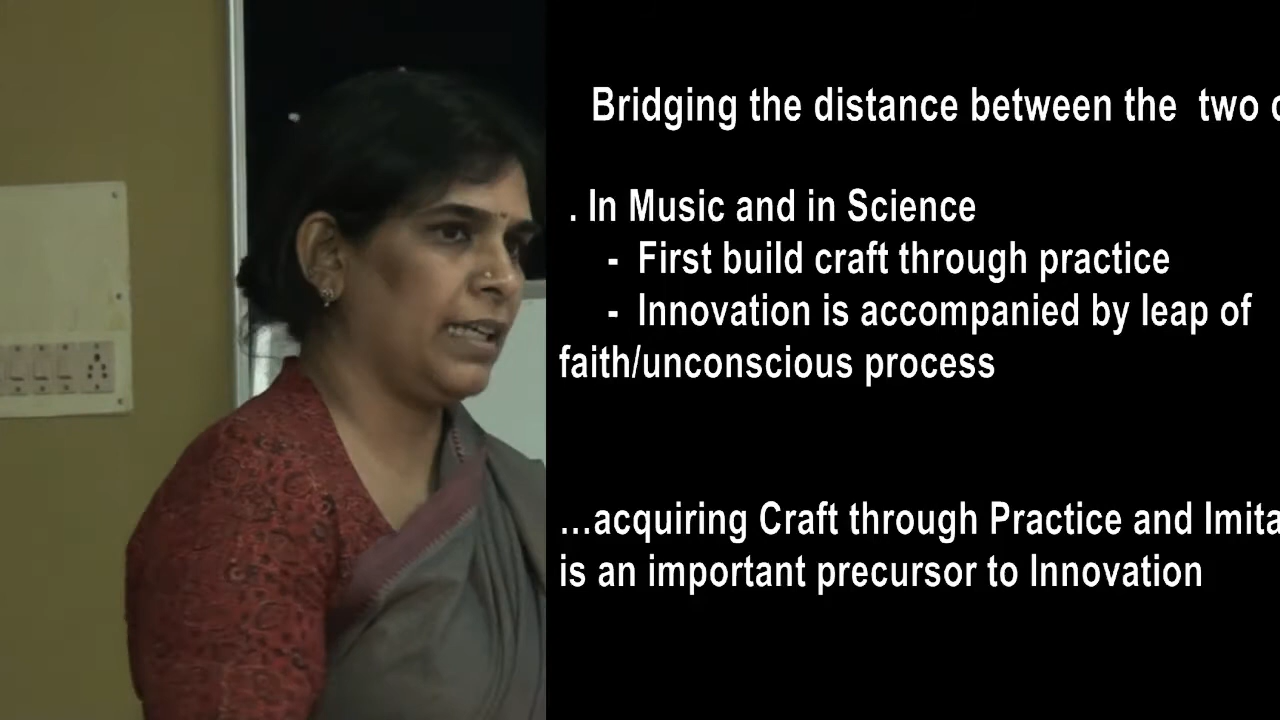 Bridging the distance between the two
. In Music and in Science
- First build craft through practice
- Innovation is accompanied by leap of
faith/unconscious process
...acquiring Craft through Practice and
is an important precursor to Innovation